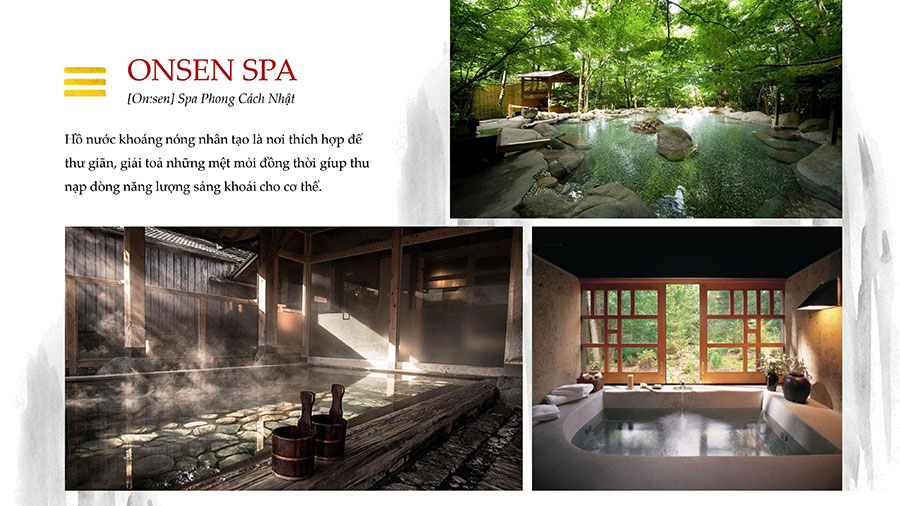 ONSEN SPA
[On:sen] Spa Phong Cách Nhật
Hồ nước khoáng nóng nhân tạo là nơi thích hợp để
thư giãn, giải toả những mệt mỏi đồng thời giúp thu
nạp dòng năng lượng sảng khoái cho cơ thể.